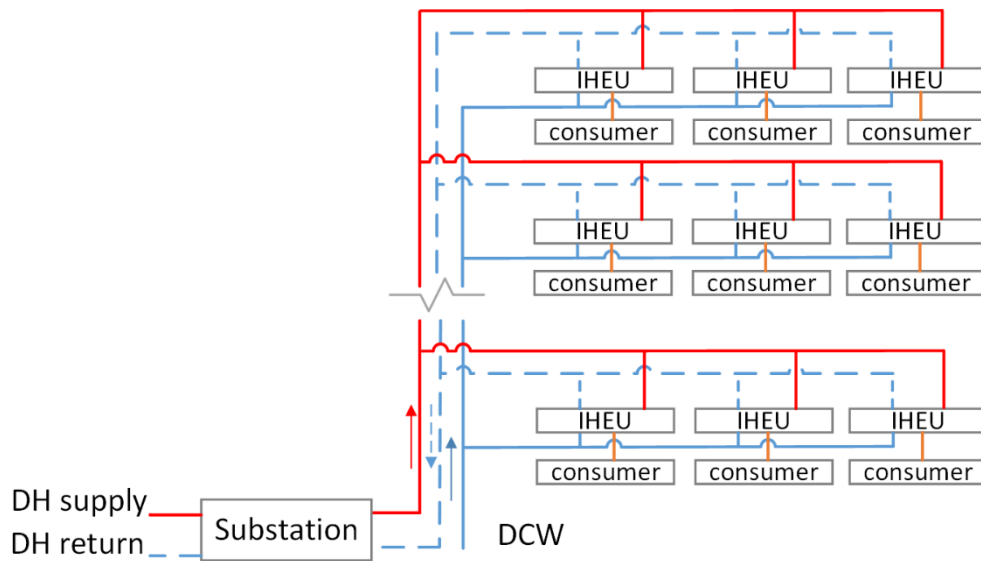 IHEU IHEU IHEU
consumer consumer consumer
IHEU IHEU IHEU
consumer consumer consumer
IHEU IHEU IHEU
consumer consumer consumer
DH supply
Substation
DH return
DCW